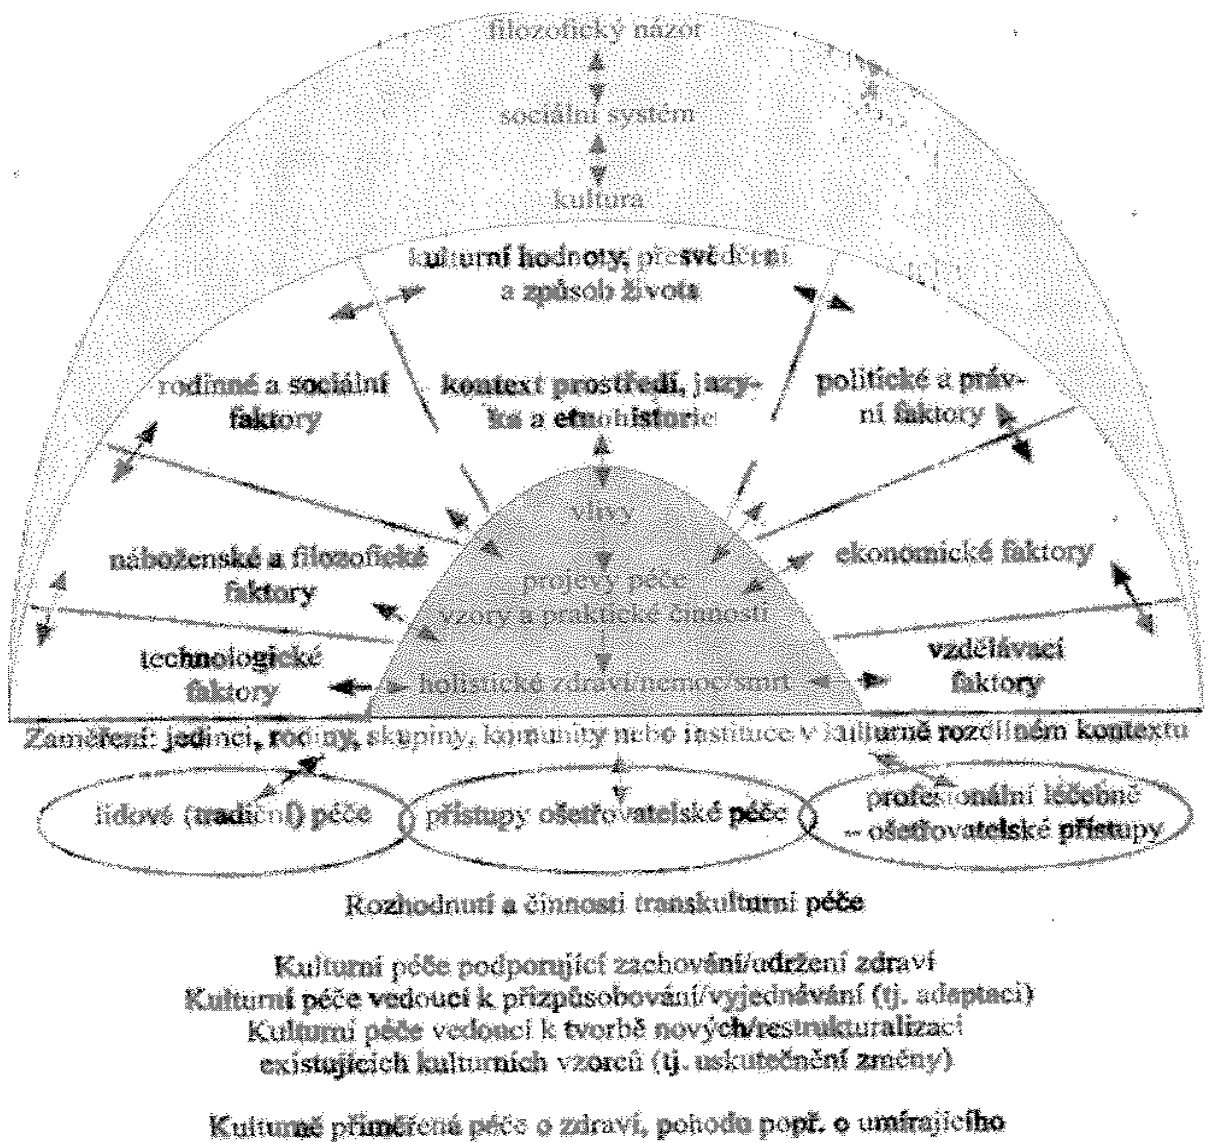 filozofický názor
sociální systém
kultura
kulturní hodnoty, přesvědčení
a způsob života
rodinné a sociální
faktory
kontext prostředí, jazy-
ka a etnohistorie
politické a práv-
ní faktory
vlivy
náboženské a filozofické
faktory
projevy péče
vzory a praktické činnosti
ekonomické faktory
technologické
faktory
holistické zdraví/nemoc/smrt
vzdělávací
faktory
Zaměření: jedinci, rodiny, skupiny, komunity nebo instituce v kulturně rozdílném kontextu
lidové (tradiční) péče
přístupy ošetřovatelské péče
profesionální léčebně
– ošetřovatelské přístupy
Rozhodnutí a činnosti transkulturní péče
Kulturní péče podporující zachování/udržení zdraví
Kulturní péče vedoucí k přizpůsobování/vyjednávání (tj. adaptaci)
Kulturní péče vedoucí k tvorbě nových/restrukturalizaci
existujících kulturních vzorců (tj. uskutečnění změny)
Kulturně přiměřená péče o zdraví, pohodu popř. o umírajícího